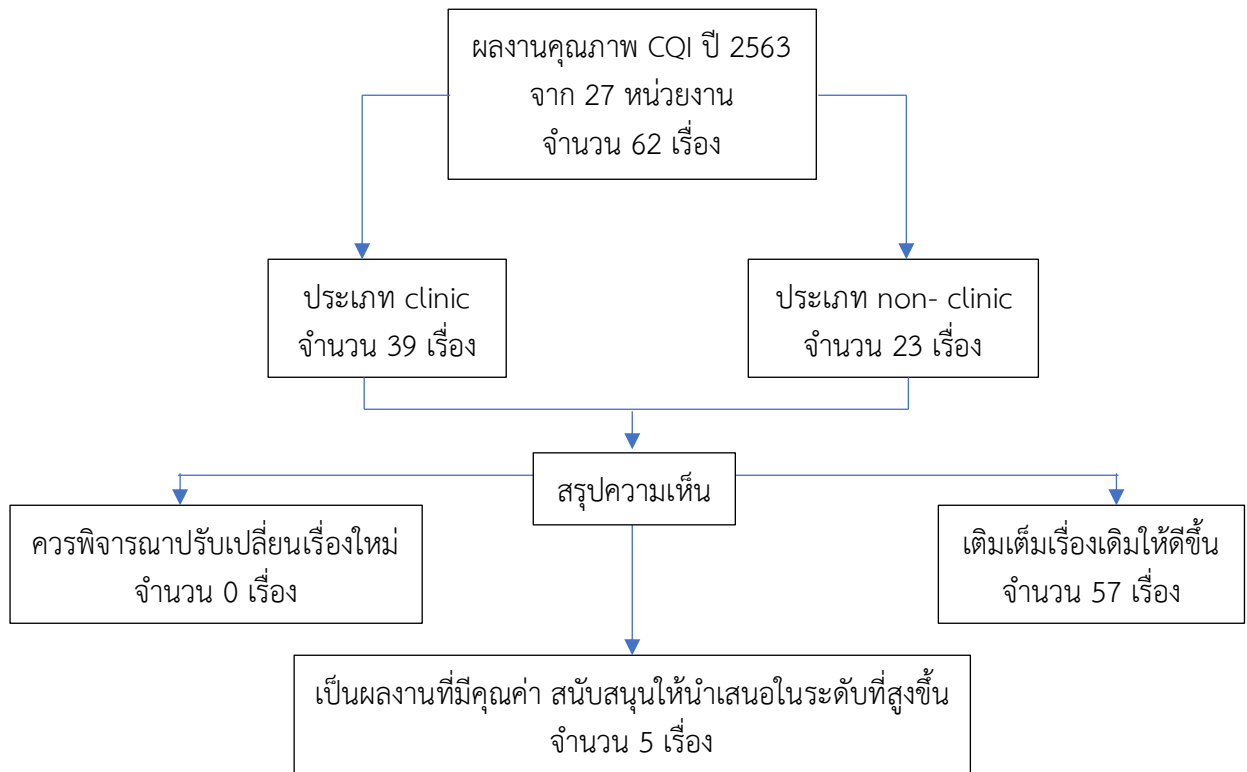 ผลงานคุณภาพ CQI ปี 2563
จาก 27 หน่วยงาน
จำนวน 62 เรื่อง
ประเภท clinic
จำนวน 39 เรื่อง
ประเภท non- clinic
จำนวน 23 เรื่อง
สรุปความเห็น
ควรพิจารณาปรับเปลี่ยนเรื่องใหม่
จำนวน 0 เรื่อง
เติมเต็มเรื่องเดิมให้ดีขึ้น
จำนวน 57 เรื่อง
เป็นผลงานที่มีคุณค่า สนับสนุนให้นำเสนอในระดับที่สูงขึ้น
จำนวน 5 เรื่อง